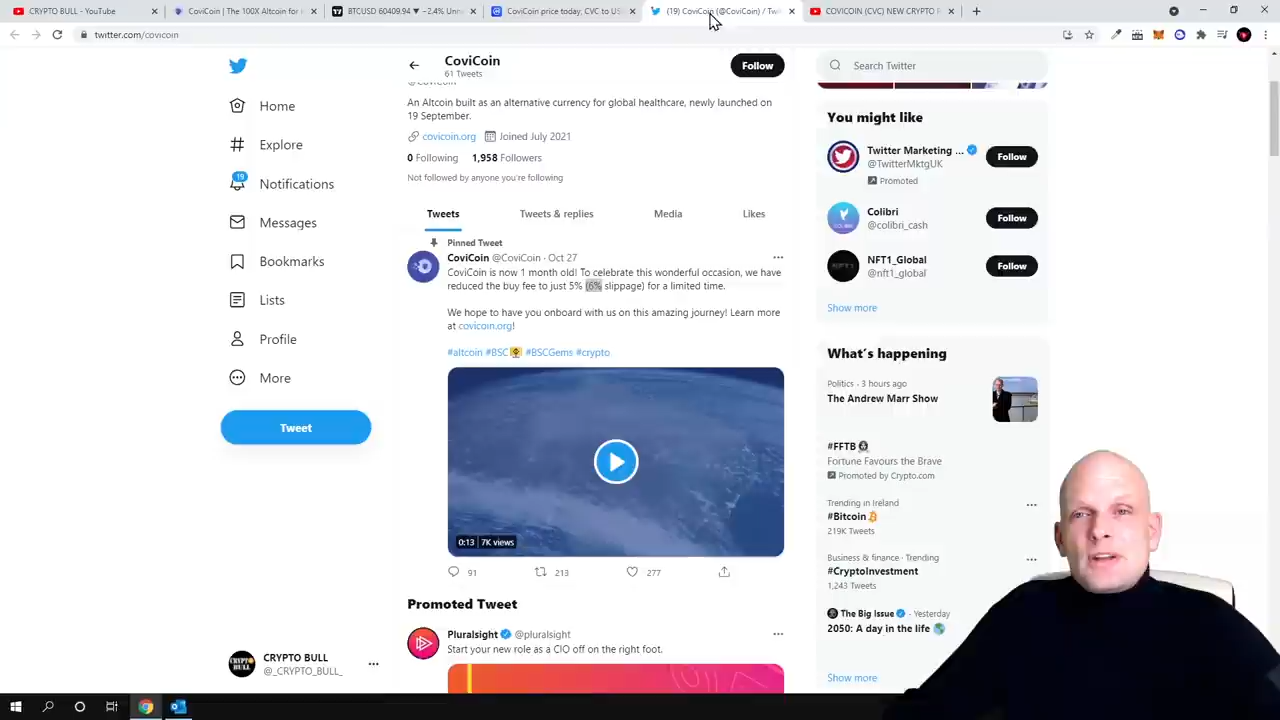 CRYPTO BULL - YouTube
CoviCoin | The 100X Altcoin for
BTCUSD 60409.94 ▼ −2.4% Unn
CoviCoin price today, CVC to US
(19) CoviCoin (@CoviCoin) / Twi
COVICOIN (CVC) NEW CRYPTO P
twitter.com/covicoin
CoviCoin
61 Tweets
Follow
Search Twitter
@CoviCoin
An Altcoin built as an alternative currency for global healthcare, newly launched on
19 September.
covicoin.org Joined July 2021
0 Following 1,958 Followers
Not followed by anyone you're following
Tweets
Tweets & replies
Media
Likes
Home
Explore
19
Notifications
Messages
Bookmarks
Lists
Profile
More
Tweet
Pinned Tweet
CoviCoin @CoviCoin · Oct 27
CoviCoin is now 1 month old! To celebrate this wonderful occasion, we have
reduced the buy fee to just 5% (6% slippage) for a limited time.
We hope to have you onboard with us on this amazing journey! Learn more
at covicoin.org!
#altcoin #BSC #BSCGems #crypto
0:13 7K views
91
213
277
Promoted Tweet
Pluralsight @pluralsight
Start your new role as a CIO off on the right foot.
You might like
Twitter Marketing ...
@TwitterMktgUK
Promoted
Follow
Colibri
@colibri_cash
Follow
NFT1_Global
@nft1_global
Follow
Show more
What's happening
Politics · 3 hours ago
The Andrew Marr Show
#FFTB
Fortune Favours the Brave
Promoted by Crypto.com
Trending in Ireland
#Bitcoin
219K Tweets
Business & finance · Trending
#CryptoInvestment
1,243 Tweets
The Big Issue · Yesterday
2050: A day in the life
Show more
CRYPTO BULL
@_CRYPTO_BULL_